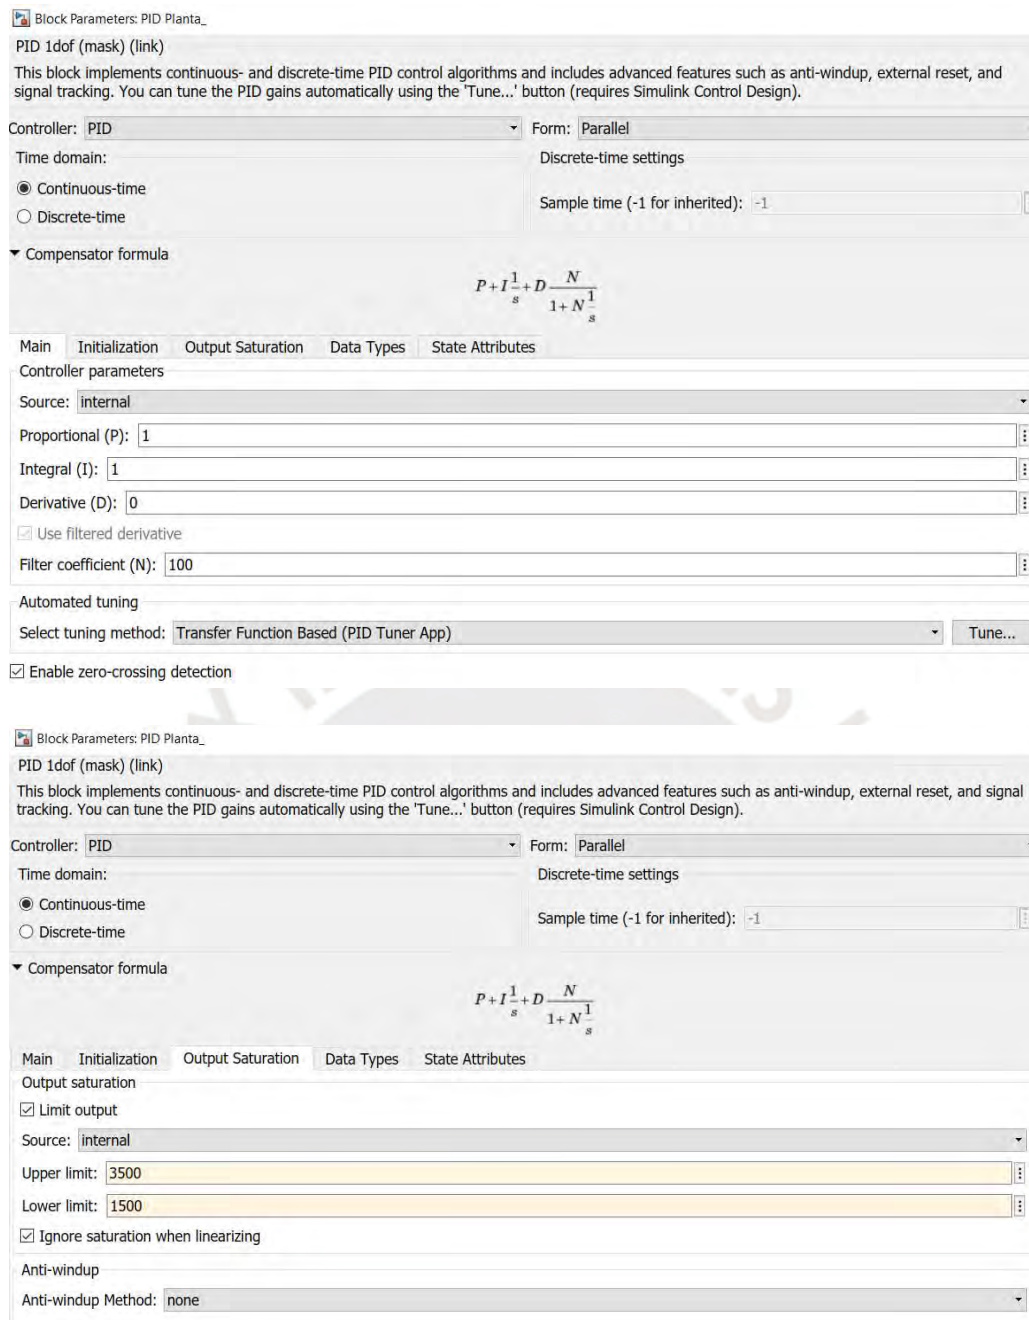 Block Parameters: PID Planta_
PID 1dof (mask) (link)
This block implements continuous- and discrete-time PID control algorithms and includes advanced features such as anti-windup, external reset, and
signal tracking. You can tune the PID gains automatically using the 'Tune...' button (requires Simulink Control Design).
Controller: PID Form: Parallel
Time domain: Discrete-time settings
Continuous-time
Sample time (-1 for inherited): -1
Discrete-time
Compensator formula
P+I\frac{1}{s}+D\frac{N}{1+N\frac{1}{s}}
Main Initialization Output Saturation Data Types State Attributes
Controller parameters
Source: internal
Proportional (P): 1
Integral (I): 1
Derivative (D): 0
Use filtered derivative
Filter coefficient (N): 100
Automated tuning
Select tuning method: Transfer Function Based (PID Tuner App) Tune...
Enable zero-crossing detection
Block Parameters: PID Planta_
PID 1dof (mask) (link)
This block implements continuous- and discrete-time PID control algorithms and includes advanced features such as anti-windup, external reset, and signal
tracking. You can tune the PID gains automatically using the 'Tune...' button (requires Simulink Control Design).
Controller: PID Form: Parallel
Time domain: Discrete-time settings
Continuous-time
Sample time (-1 for inherited): -1
Discrete-time
Compensator formula
P+I\frac{1}{s}+D\frac{N}{1+N\frac{1}{s}}
Main Initialization Output Saturation Data Types State Attributes
Output saturation
Limit output
Source: internal
Upper limit: 3500
Lower limit: 1500
Ignore saturation when linearizing
Anti-windup
Anti-windup Method: none